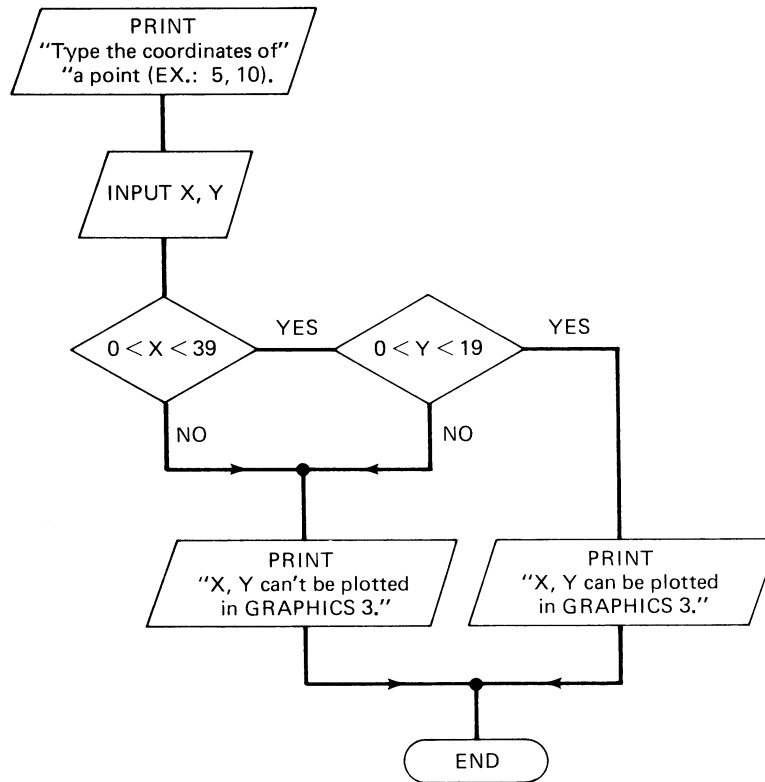 PRINT
"Type the coordinates of"
"a point (EX.: 5, 10).
INPUT X, Y
0 < X < 39
YES
0 < Y < 19
YES
NO
NO
PRINT
"X, Y can't be plotted
in GRAPHICS 3."
PRINT
"X, Y can be plotted
in GRAPHICS 3."
END